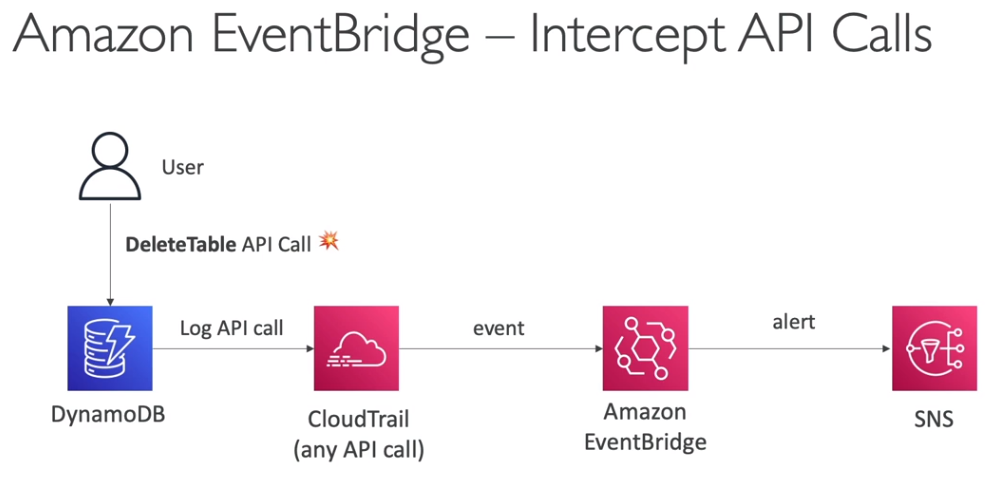 Amazon EventBridge – Intercept API Calls
User
DeleteTable API Call 💥
Log API call
event
alert
DynamoDB
CloudTrail
(any API call)
Amazon
EventBridge
SNS